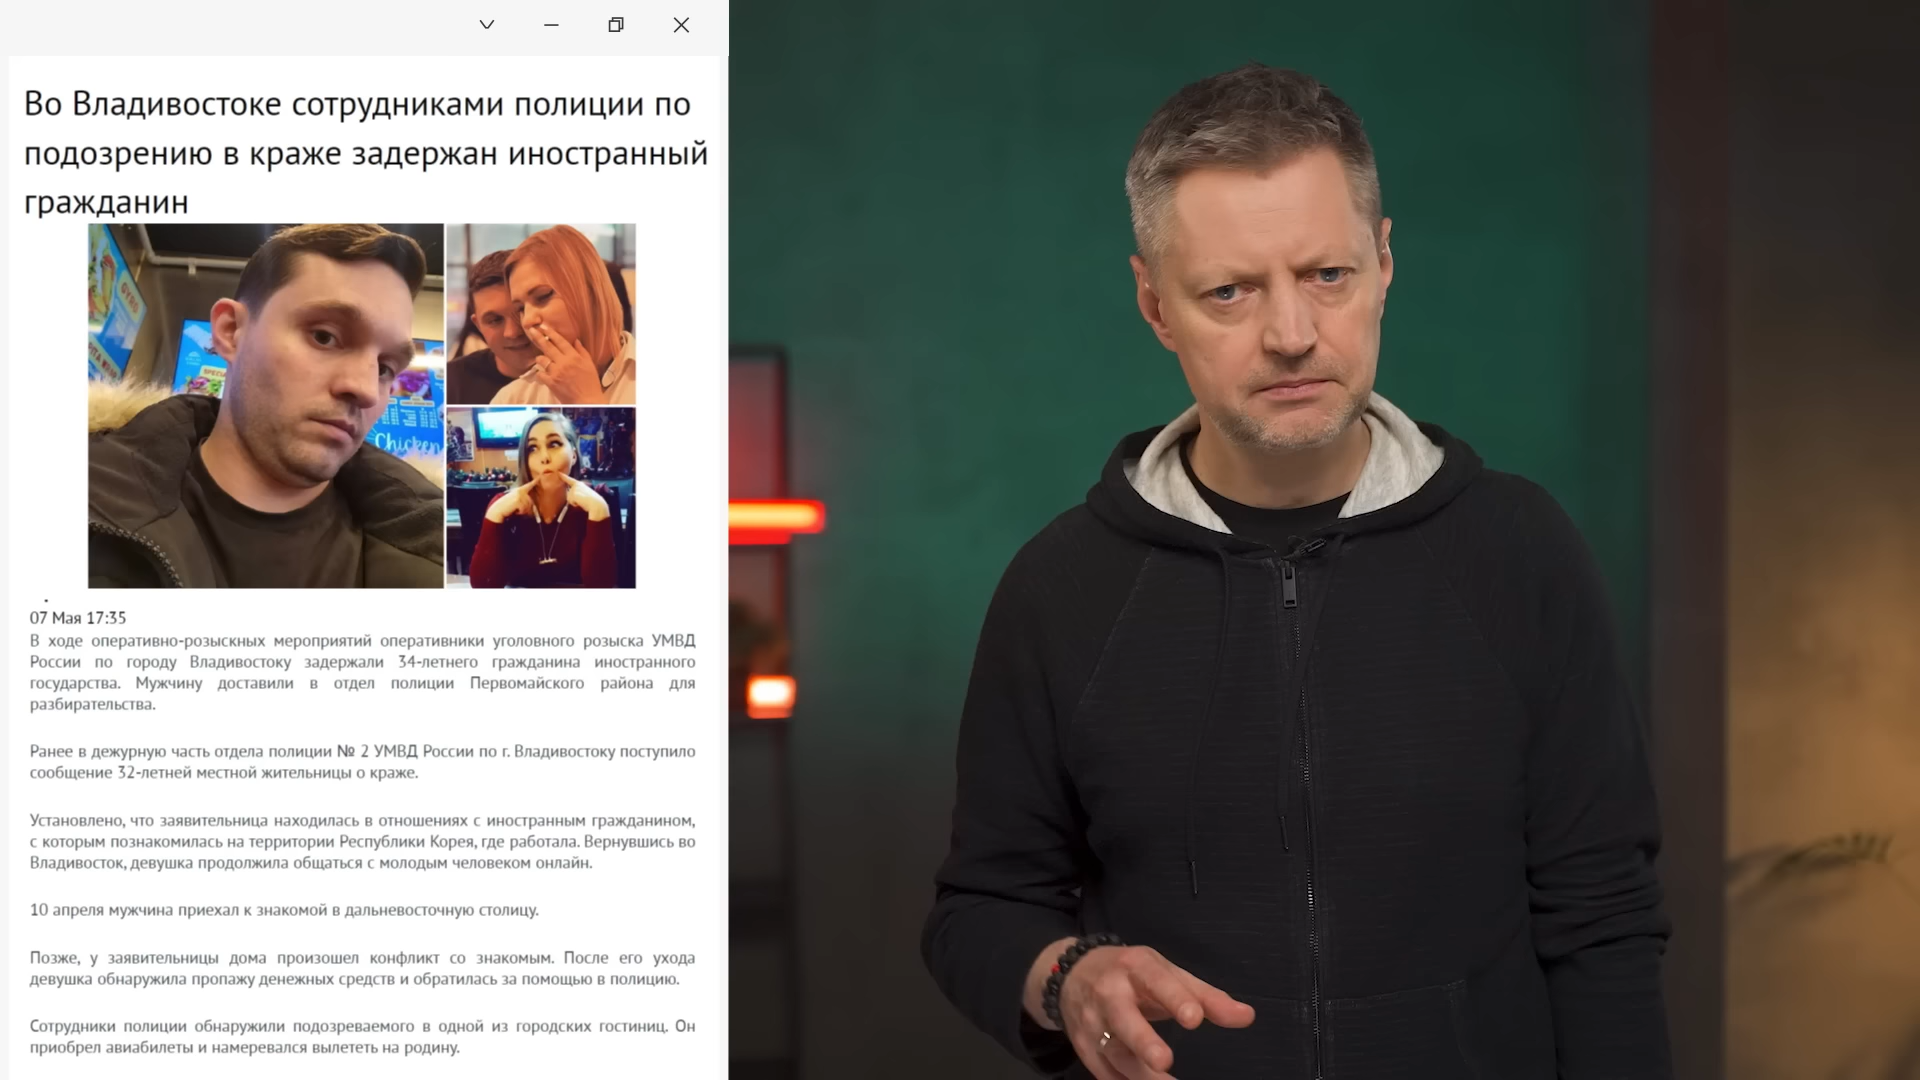 Во Владивостоке сотрудниками полиции по
подозрению в краже задержан иностранный
гражданин
GYRO
PITA
SPECIAL
Chicken
07 Мая 17:35
В ходе оперативно-розыскных мероприятий оперативники уголовного розыска УМВД
России по городу Владивостоку задержали 34-летнего гражданина иностранного
государства. Мужчину доставили в отдел полиции Первомайского района для
разбирательства.
Ранее в дежурную часть отдела полиции № 2 УМВД России по г. Владивостоку поступило
сообщение 32-летней местной жительницы о краже.
Установлено, что заявительница находилась в отношениях с иностранным гражданином,
с которым познакомилась на территории Республики Корея, где работала. Вернувшись во
Владивосток, девушка продолжила общаться с молодым человеком онлайн.
10 апреля мужчина приехал к знакомой в дальневосточную столицу.
Позже, у заявительницы дома произошел конфликт со знакомым. После его ухода
девушка обнаружила пропажу денежных средств и обратилась за помощью в полицию.
Сотрудники полиции обнаружили подозреваемого в одной из городских гостиниц. Он
приобрел авиабилеты и намеревался вылететь на родину.